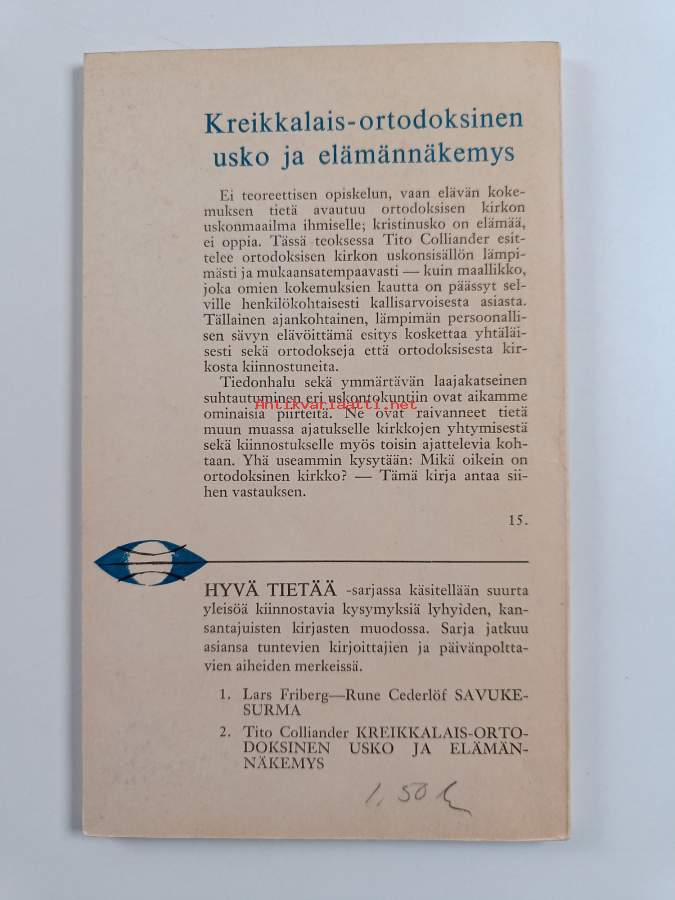 Kreikkalais-ortodoksinen
usko ja elämännäkemys
Ei teoreettisen opiskelun, vaan elävän koke-
muksen tietä avautuu ortodoksisen kirkon
uskonmaailma ihmiselle; kristinusko on elämää,
ei oppia. Tässä teoksessa Tito Colliander esit-
telee ortodoksisen kirkon uskonsisällön lämpi-
mästi ja mukaansatempaavasti — kuin maallikko,
joka omien kokemuksien kautta on päässyt sel-
ville henkilökohtaisesti kallisarvoisesta asiasta.
Tällainen ajankohtainen, lämpimän persoonalli-
sen sävyn elävöittämä esitys koskettaa yhtäläi-
sesti sekä ortodokseja että ortodoksisesta kir-
kosta kiinnostuneita.
Tiedonhalu sekä ymmärtävän laajakatseinen
suhtautuminen eri uskontokuntiin ovat aikamme
Antikvariaatti.net
ominaisia piirteitä. Ne ovat raivanneet tietä
muun muassa ajatukselle kirkkojen yhtymisestä
sekä kiinnostukselle myös toisin ajattelevia koh-
taan. Yhä useammin kysytään: Mikä oikein on
ortodoksinen kirkko? — Tämä kirja antaa sii-
hen vastauksen.
15.
HYVÄ TIETÄÄ -sarjassa käsitellään suurta
yleisöä kiinnostavia kysymyksiä lyhyiden, kan-
santajuisten kirjasten muodossa. Sarja jatkuu
asiansa tuntevien kirjoittajien ja päivänpoltta-
vien aiheiden merkeissä.
1. Lars Friberg—Rune Cederlöf SAVUKE-
SURMA
2. Tito Colliander KREIKKALAIS-ORTO-
DOKSINEN USKO JA ELÄMÄN-
NÄKEMYS
1,50